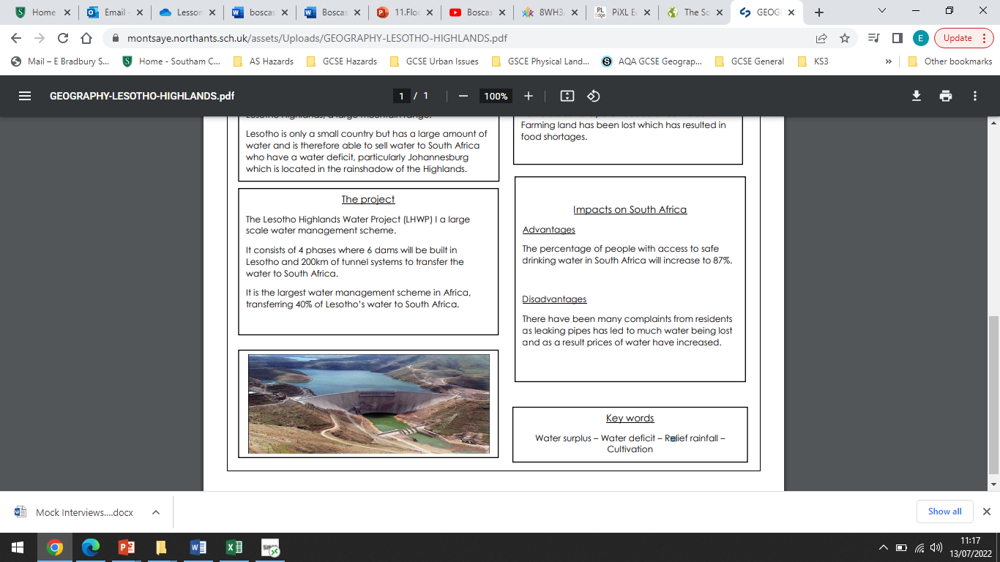 Home
Email -
Lesson
boscas
Boscas
11.Floo
Boscas
8WH3,
PiXL Ec
The So
GEOGI
montsaye.northants.sch.uk/assets/Uploads/GEOGRAPHY-LESOTHO-HIGHLANDS.pdf
E
Update
Mail – E Bradbury S...
Home - Southam C...
AS Hazards
GCSE Hazards
GCSE Urban Issues
GSCE Physical Land...
AQA GCSE Geograp...
GCSE General
KS3
»
Other bookmarks
GEOGRAPHY-LESOTHO-HIGHLANDS.pdf
1 / 1
100%
Lesotho Highlands, a large mountain range.
Lesotho is only a small country but has a large amount of
water and is therefore able to sell water to South Africa
who have a water deficit, particularly Johannesburg
which is located in the rainshadow of the Highlands.
The project
The Lesotho Highlands Water Project (LHWP) I a large
scale water management scheme.
It consists of 4 phases where 6 dams will be built in
Lesotho and 200km of tunnel systems to transfer the
water to South Africa.
It is the largest water management scheme in Africa,
transferring 40% of Lesotho's water to South Africa.
Farming land has been lost which has resulted in
food shortages.
Impacts on South Africa
Advantages
The percentage of people with access to safe
drinking water in South Africa will increase to 87%.
Disadvantages
There have been many complaints from residents
as leaking pipes has led to much water being lost
and as a result prices of water have increased.
Key words
Water surplus – Water deficit – Relief rainfall –
Cultivation
Mock Interviews....docx
Show all
SIMS
11:17
13/07/2022